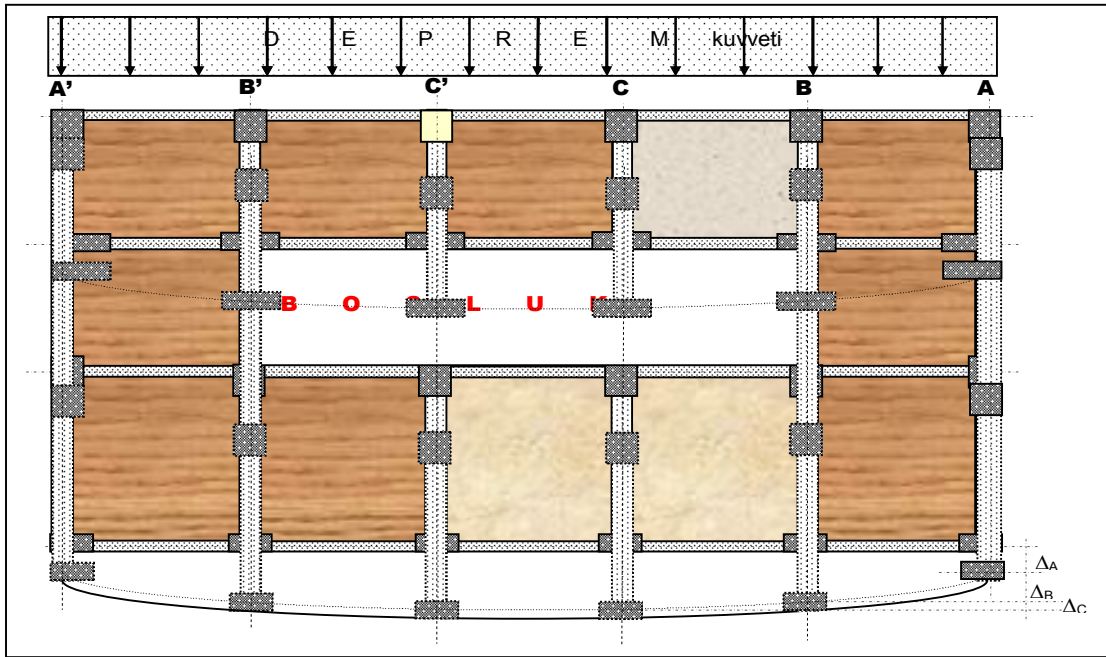 D E P R E M kuvveti
A’ B’ C’ C B A
B O Ş L U K
ΔA
ΔB
ΔC